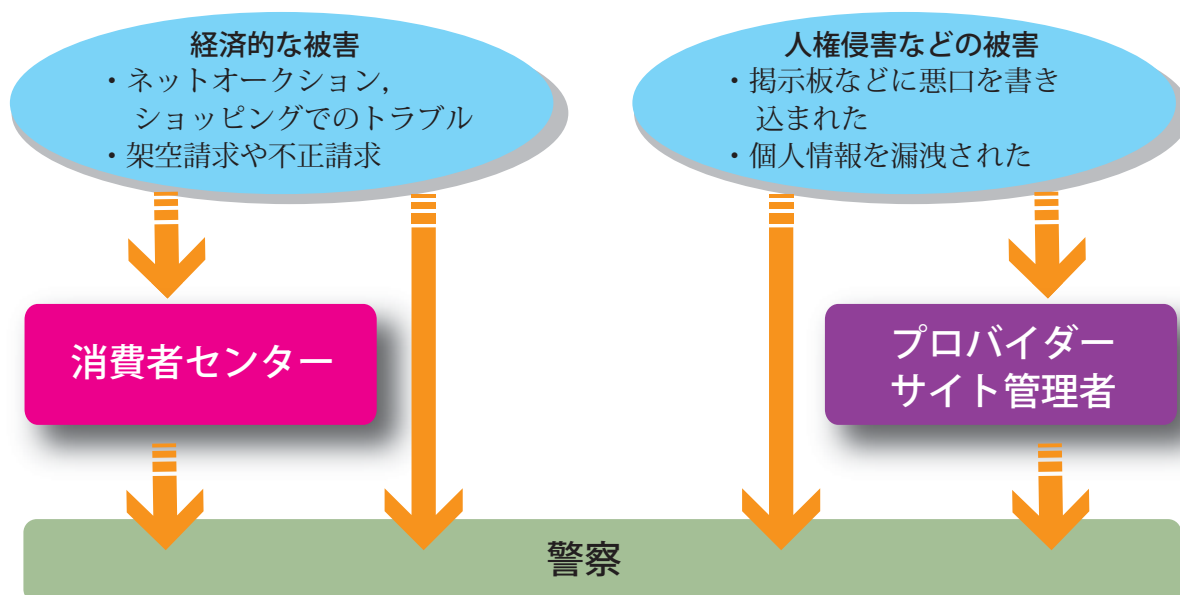 経済的な被害
・ネットオークション,
ショッピングでのトラブル
・架空請求や不正請求
人権侵害などの被害
・掲示板などに悪口を書き
込まれた
・個人情報を漏洩された
消費者センター
プロバイダー
サイト管理者
警察